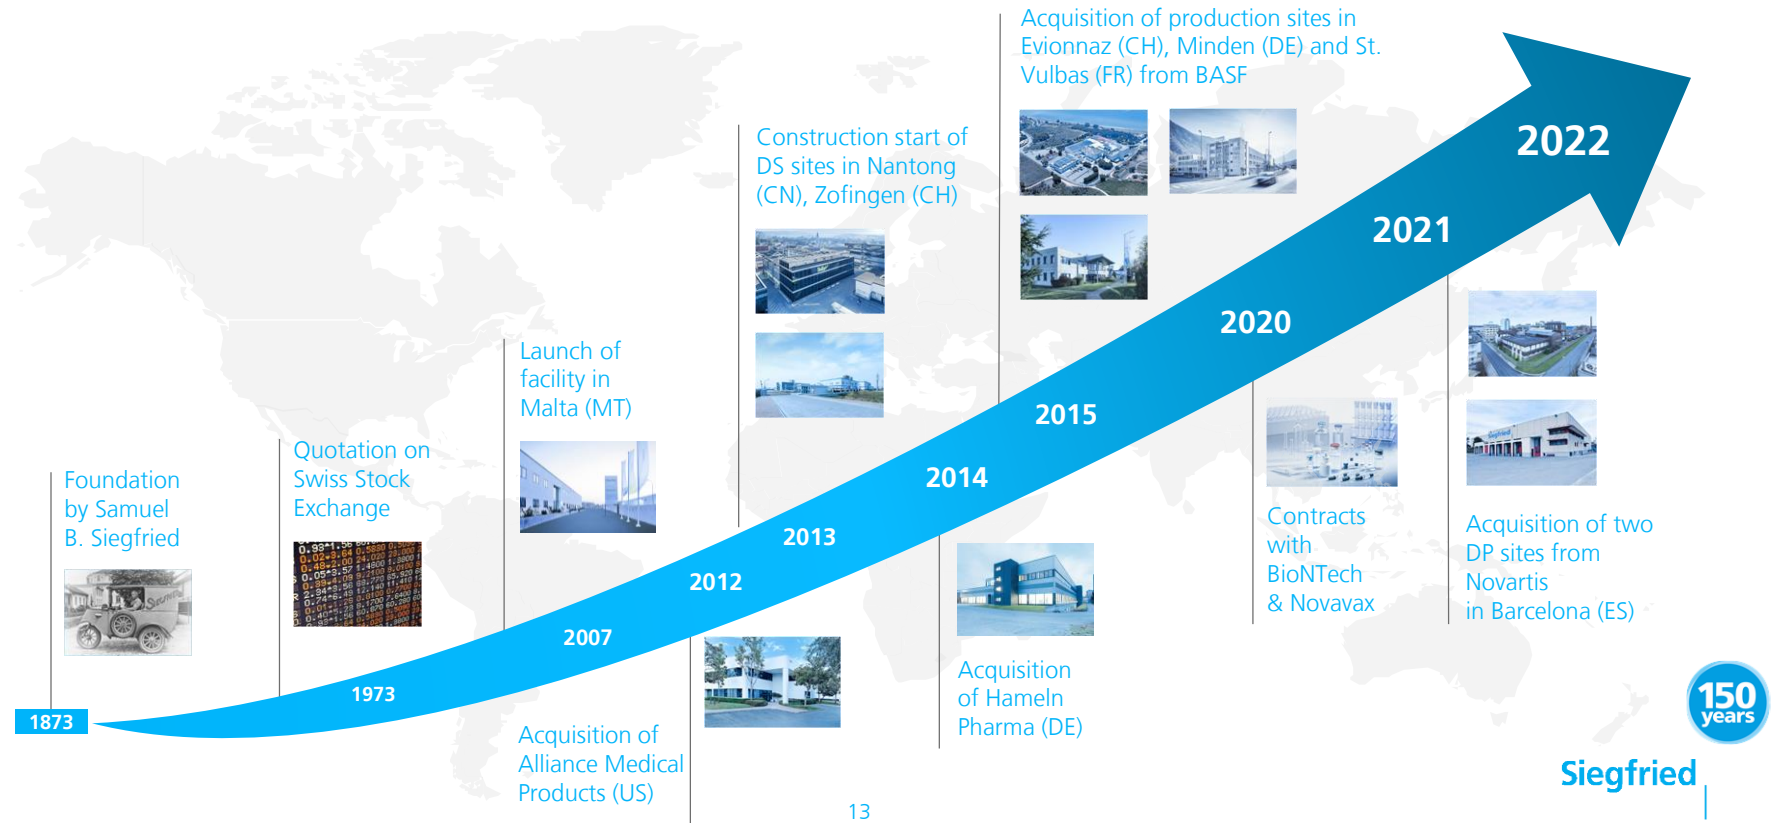 Acquisition of production sites in
Evionnaz (CH), Minden (DE) and St.
Vulbas (FR) from BASF
Construction start of
DS sites in Nantong
(CN), Zofingen (CH)
Launch of
facility in
Malta (MT)
Quotation on
Swiss Stock
Exchange
Foundation
by Samuel
B. Siegfried
1873
1973
2007
2012
2013
2014
2015
2020
2021
2022
Acquisition of
Alliance Medical
Products (US)
Acquisition
of Hameln
Pharma (DE)
Contracts
with
BioNTech
& Novavax
Siegfried
Acquisition of two
DP sites from
Novartis
in Barcelona (ES)
150
years
Siegfried
13